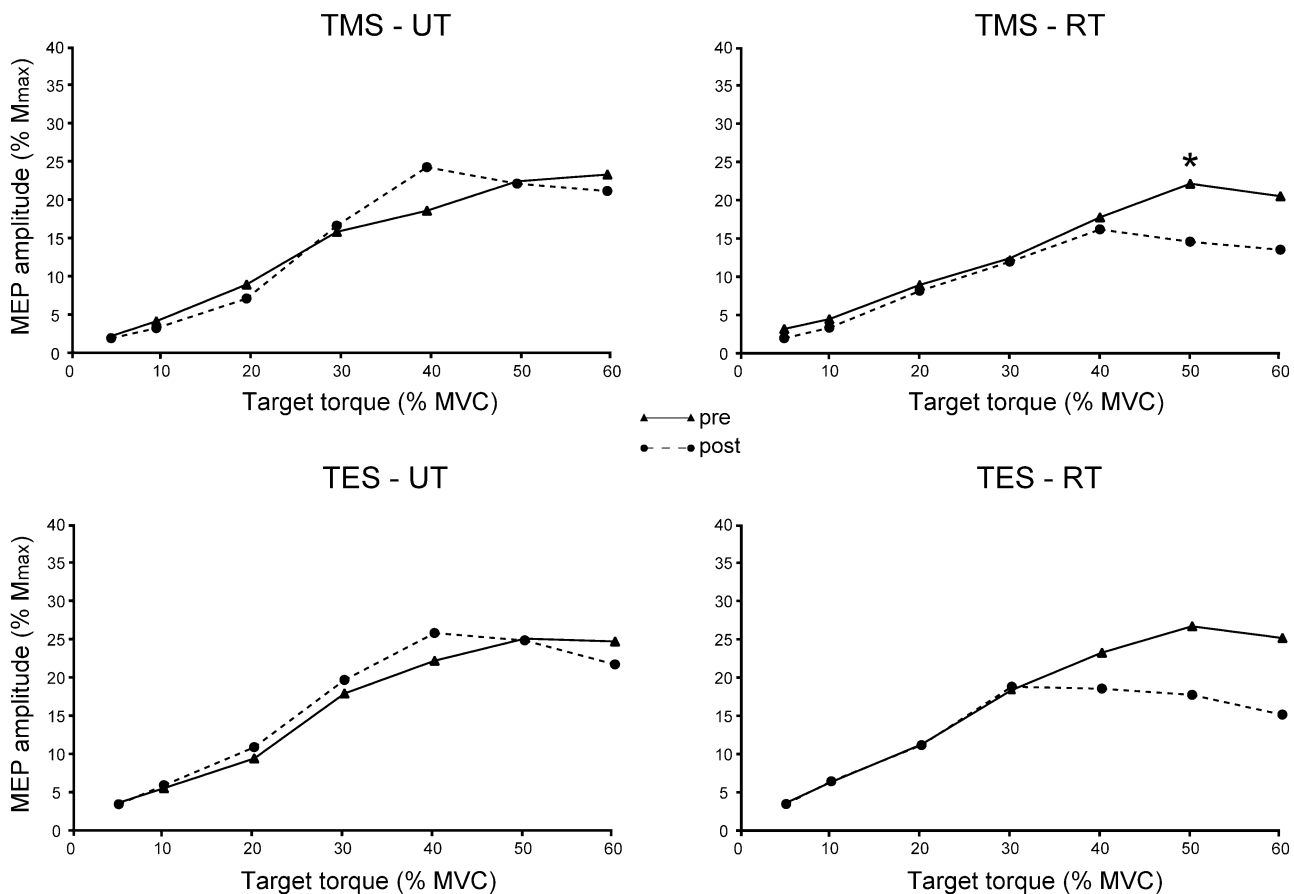 TMS - UT
TMS - RT
40
35
30
25
20
15
10
5
0
MEP amplitude (% Mmax)
0 10 20 30 40 50 60
Target torque (% MVC)
40
35
30
25
20
15
10
5
0
*
0 10 20 30 40 50 60
Target torque (% MVC)
pre
post
TES - UT
TES - RT
40
35
30
25
20
15
10
5
0
MEP amplitude (% Mmax)
0 10 20 30 40 50 60
Target torque (% MVC)
40
35
30
25
20
15
10
5
0
0 10 20 30 40 50 60
Target torque (% MVC)